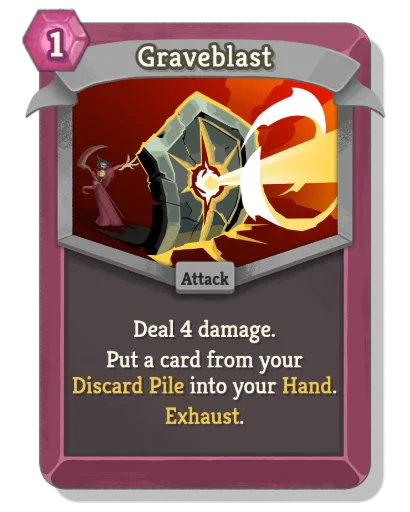 1
Graveblast
Attack
Deal 4 damage.
Put a card from your
Discard Pile into your Hand.
Exhaust.